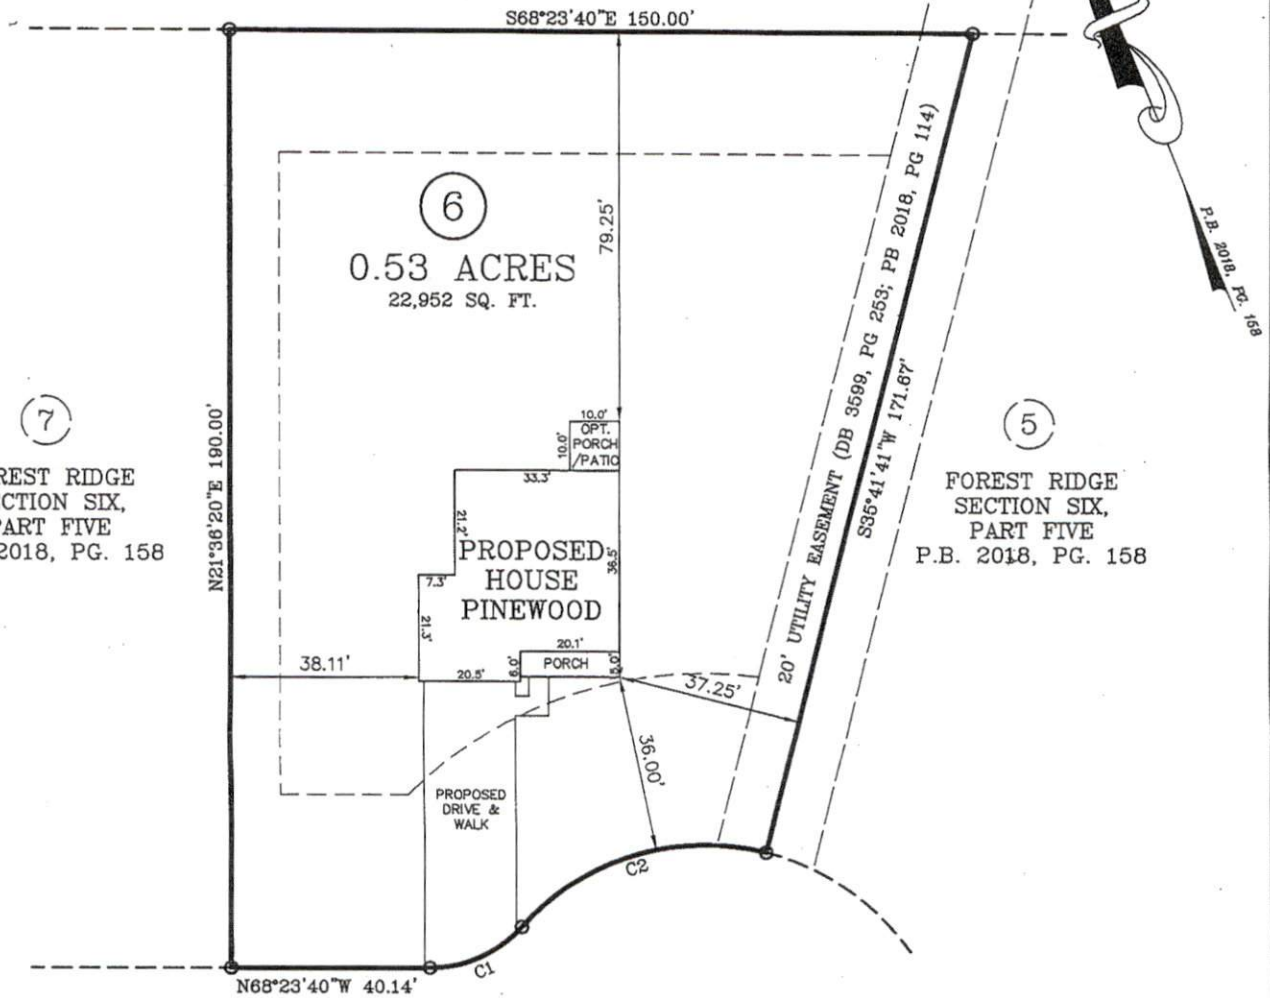 S68°23'40"E 150.00'
6
0.53 ACRES
22,952 SQ. FT.
79.25'
20' UTILITY EASEMENT (DB 3599, PG 253; PB 2018, PG 114)
S35°41'41"W 171.67'
P.B. 2018, PG. 158
7
REST RIDGE
CTION SIX,
PART FIVE
2018, PG. 158
N21°36'20"E 190.00'
5
FOREST RIDGE
SECTION SIX,
PART FIVE
P.B. 2018, PG. 158
10.0'
10.0'
OPT.
PORCH
/PATIO
33.3'
21.2'
36.5'
PROPOSED
HOUSE
PINEWOOD
7.3'
21.3'
20.1'
6.0'
PORCH
5.0'
38.11'
20.5'
37.25'
36.00'
PROPOSED
DRIVE &
WALK
C2
C1
N68°23'40"W 40.14'